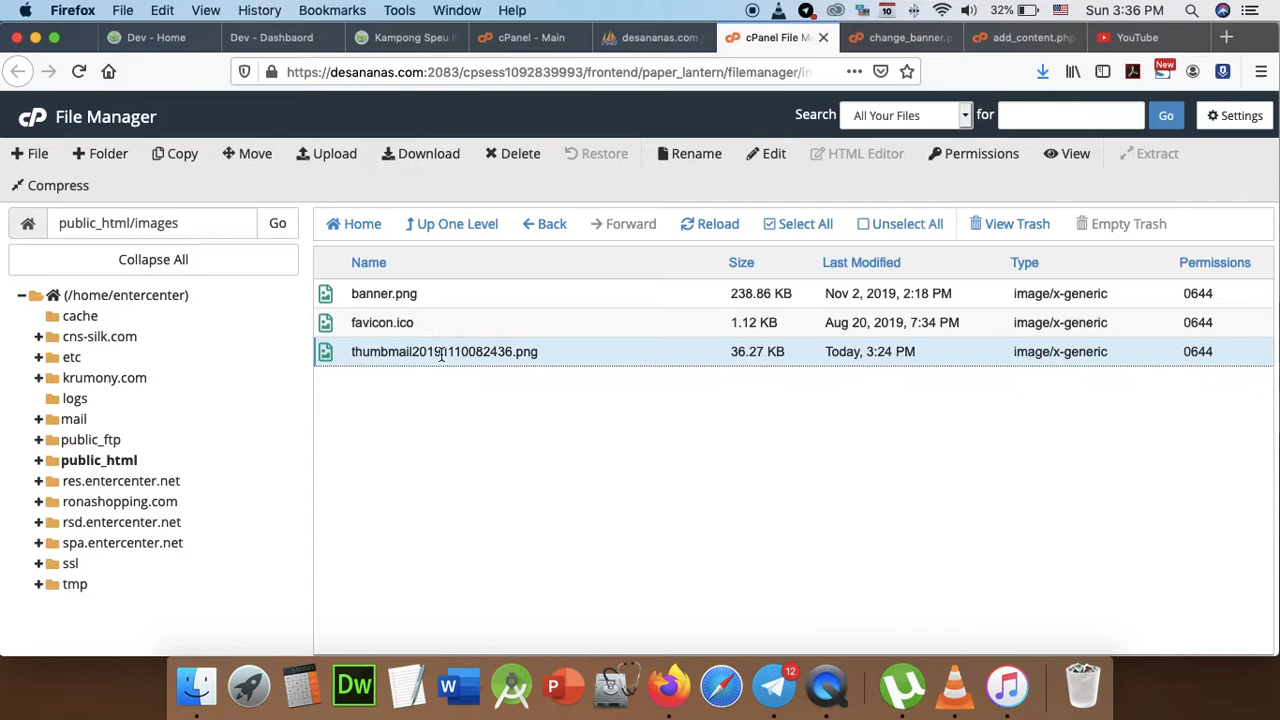 Firefox File Edit View History Bookmarks Tools Window Help 10 32% Sun 3:36 PM
Dev - Home
Dev - Dashbaord
Kampong Speu I
cPanel - Main
desananas.com /
cPanel File M
change_banner.p
add_content.php
YouTube
https://desananas.com:2083/cpsess1092839993/frontend/paper_lantern/filemanager/in
New
cP File Manager Search All Your Files for Go Settings
File Folder Copy Move Upload Download Delete Restore Rename Edit HTML Editor Permissions View Extract
Compress
public_html/images Go
Home Up One Level Back Forward Reload Select All Unselect All View Trash Empty Trash
Collapse All
Name Size Last Modified Type Permissions
banner.png 238.86 KB Nov 2, 2019, 2:18 PM image/x-generic 0644
favicon.ico 1.12 KB Aug 20, 2019, 7:34 PM image/x-generic 0644
thumbmail20191110082436.png 36.27 KB Today, 3:24 PM image/x-generic 0644
(/home/entercenter)
cache
cns-silk.com
etc
krumony.com
logs
mail
public_ftp
public_html
res.entercenter.net
ronashopping.com
rsd.entercenter.net
spa.entercenter.net
ssl
tmp
Dw W P 12